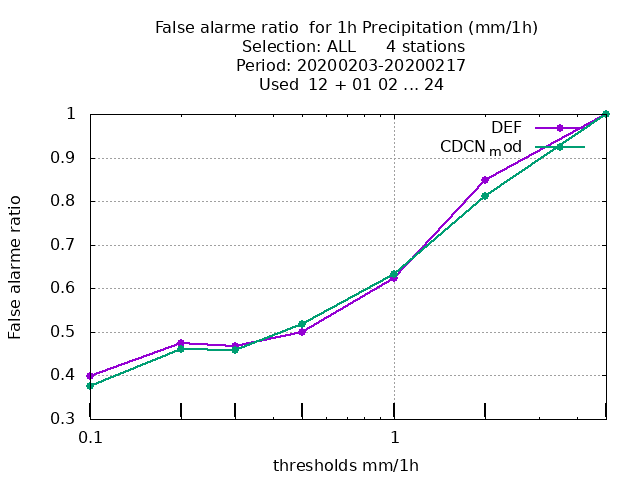 False alarme ratio  for 1h Precipitation (mm/1h)
Selection: ALL      4 stations
Period: 20200203-20200217
Used  12 + 01 02 ... 24
DEF
CDCN_mod
1
0.9
0.8
0.7
0.6
0.5
0.4
0.3
False alarme ratio
0.1
1
thresholds mm/1h